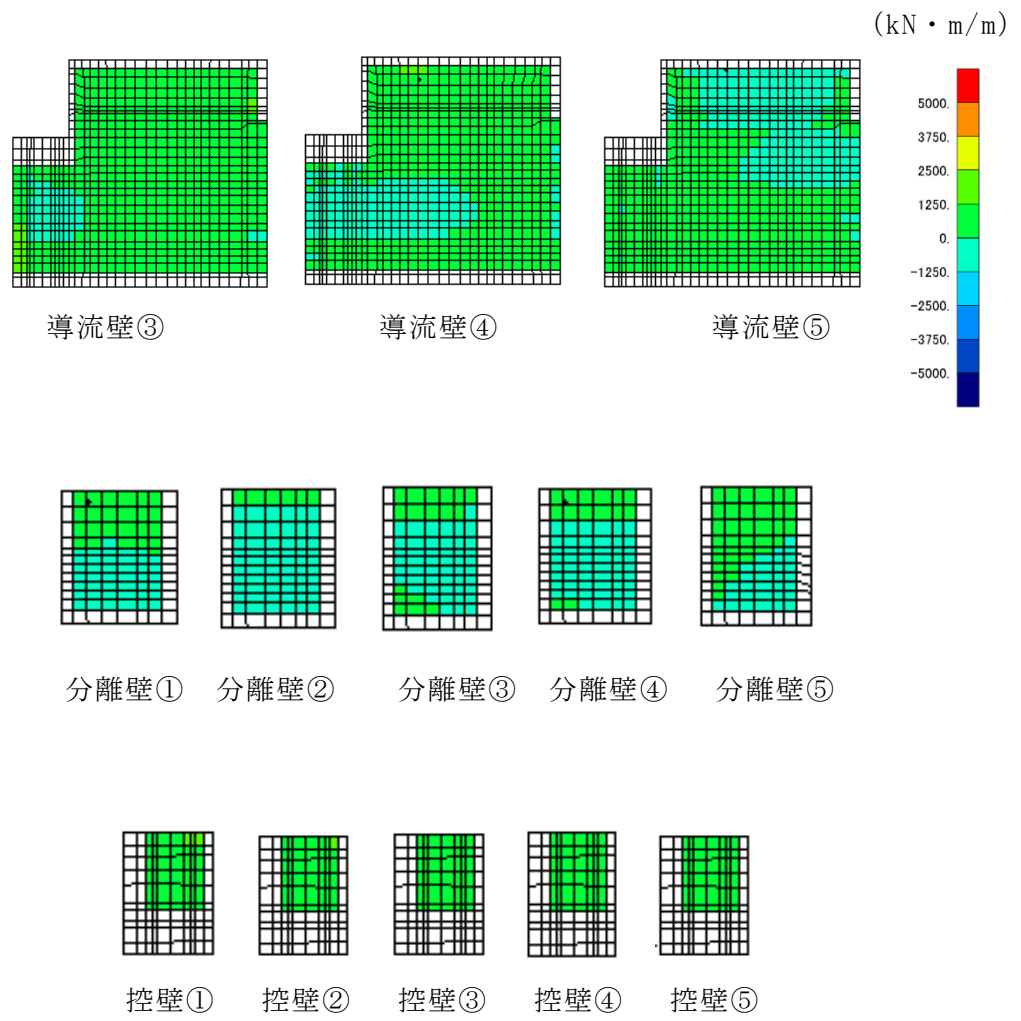 (kN・m/m)
5000.
3750.
2500.
1250.
0.
-1250.
-2500.
-3750.
-5000.
導流壁③ 導流壁④ 導流壁⑤
分離壁① 分離壁② 分離壁③ 分離壁④ 分離壁⑤
控壁① 控壁② 控壁③ 控壁④ 控壁⑤